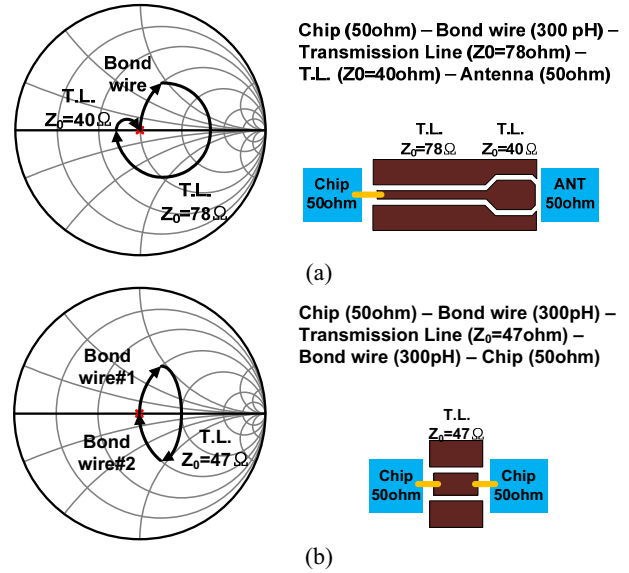 Chip (50ohm) – Bond wire (300 pH) –
Transmission Line (Z0=78ohm) –
T.L. (Z0=40ohm) – Antenna (50ohm)
Bond
wire
T.L.
Z₀=40Ω
T.L.
Z₀=78Ω
T.L. T.L.
Z₀=78Ω Z₀=40Ω
Chip
50ohm
ANT
50ohm
(a)
Chip (50ohm) – Bond wire (300pH) –
Transmission Line (Z₀=47ohm) –
Bond wire (300pH) – Chip (50ohm)
Bond
wire#1
Bond
wire#2
T.L.
Z₀=47Ω
T.L.
Z₀=47Ω
Chip
50ohm
Chip
50ohm
(b)